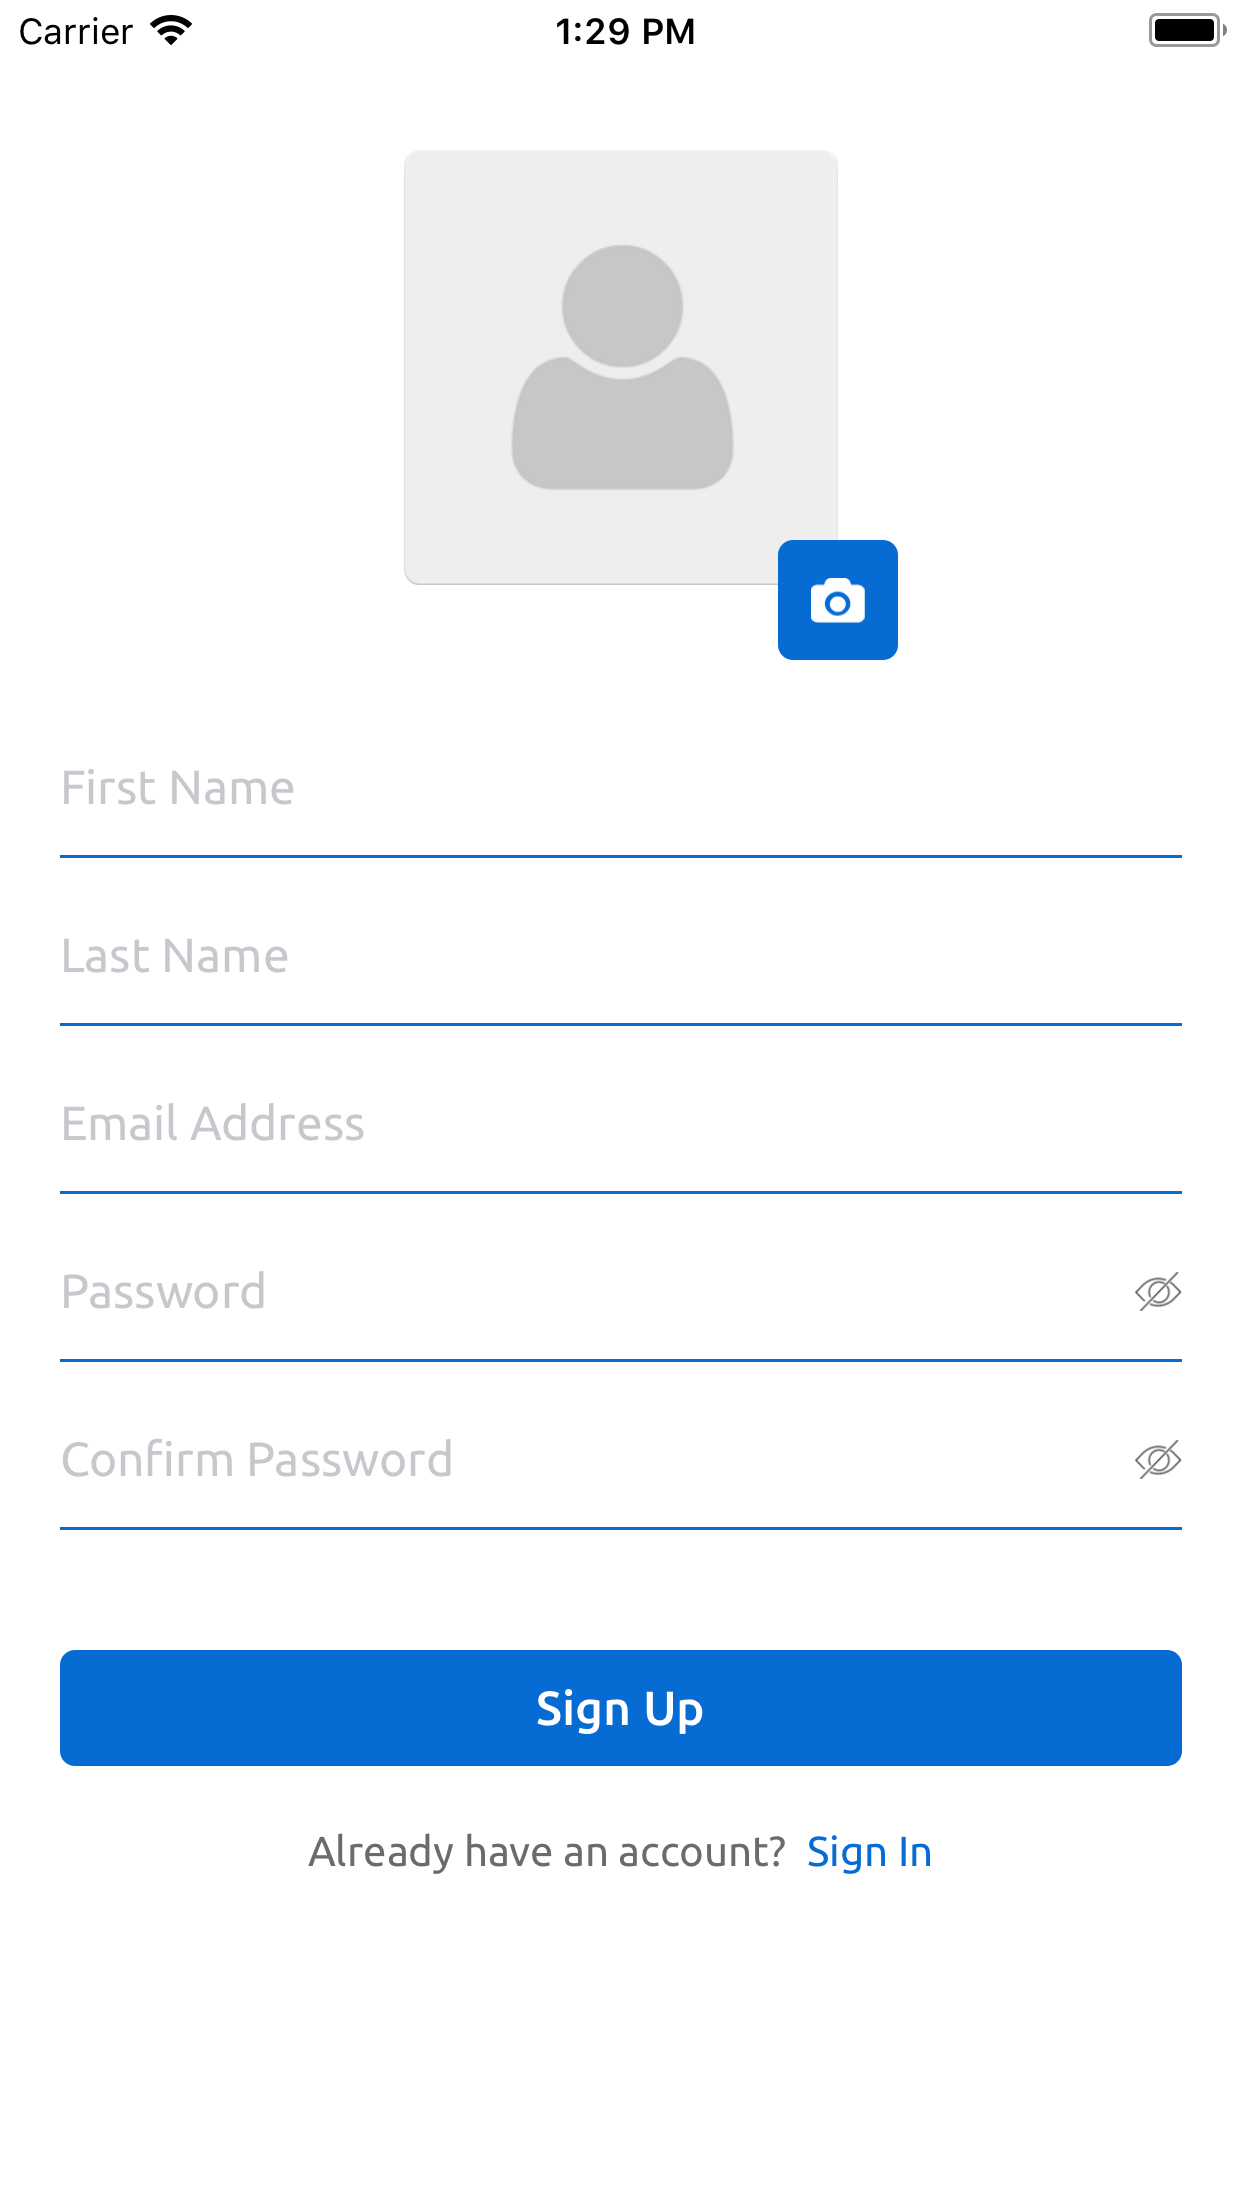 Carrier 1:29 PM
First Name
Last Name
Email Address
Password
Confirm Password
Sign Up
Already have an account? Sign In